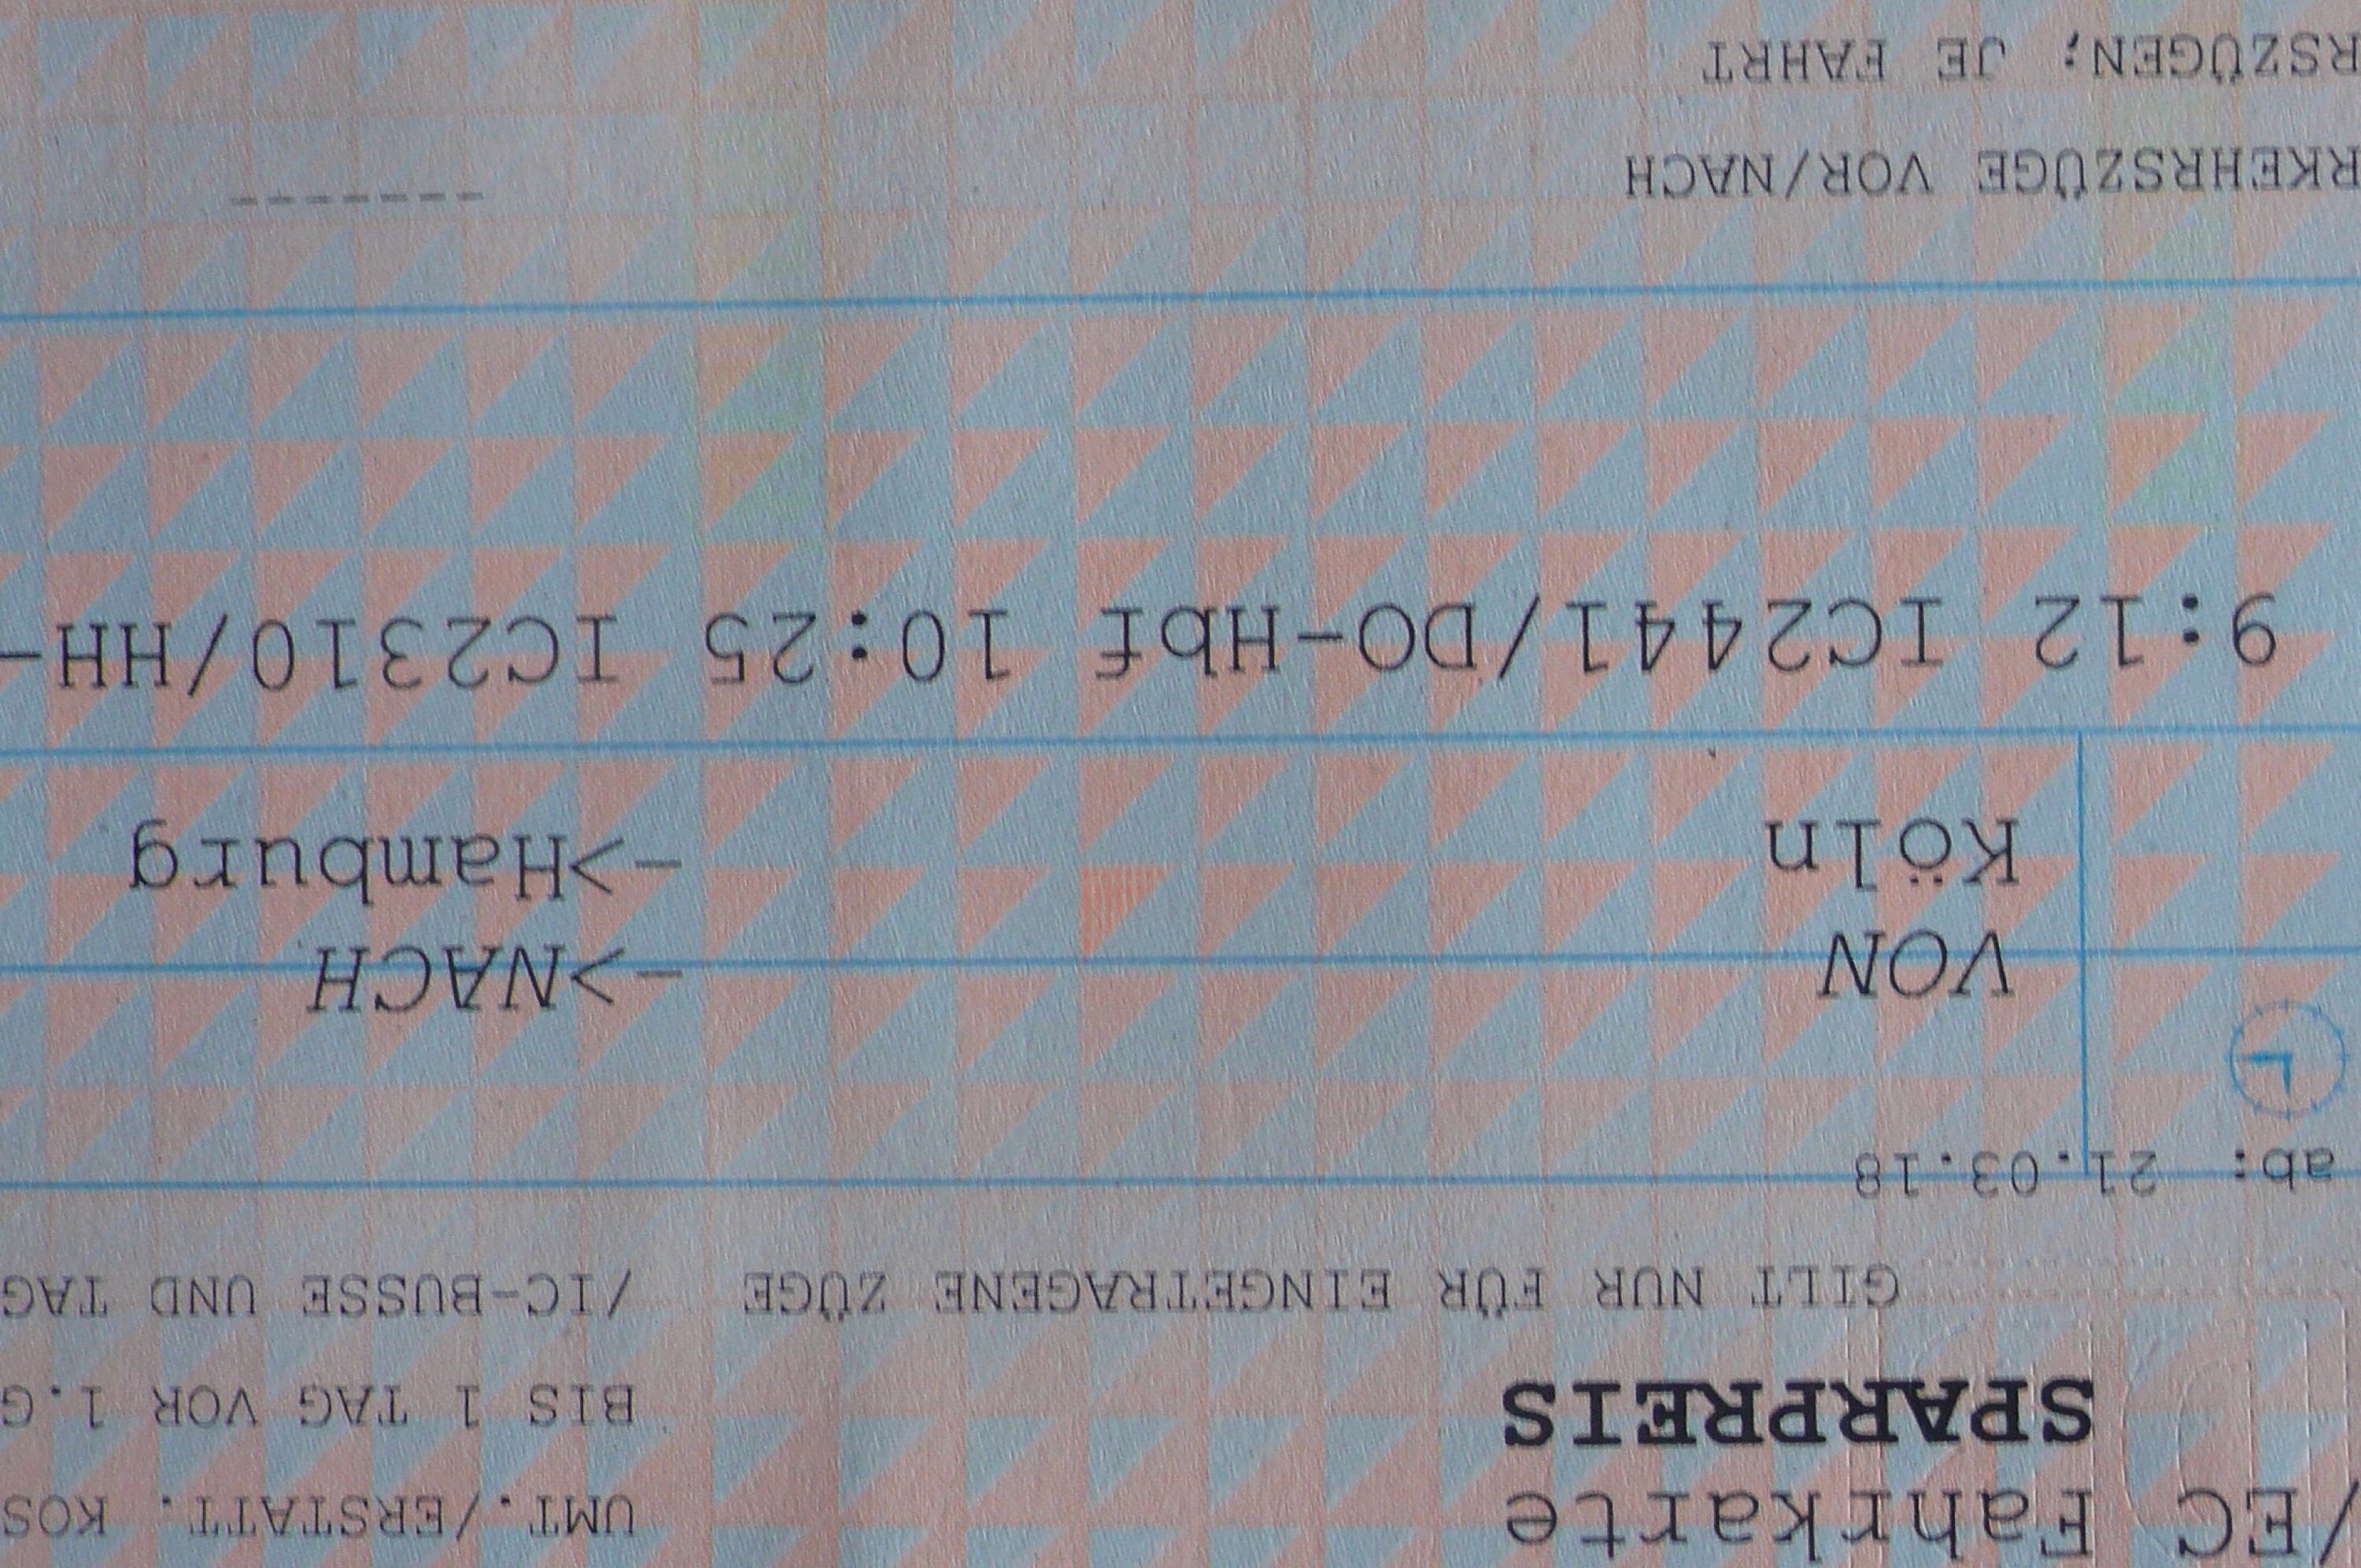 /EC Fahrkarte UMT./ERSTATT. KOS
SPARPREIS BIS 1 TAG VOR 1.G
GILT NUR FÜR EINGETRAGENE ZÜGE /IC-BUSSE UND TAG
ab: 21.03.18
VON ->NACH
Köln ->Hamburg
9:12 IC2441/DO-Hbf 10:25 IC2310/HH-
-------
RKEHRSZÜGE VOR/NACH
RSZÜGEN; JE FAHRT